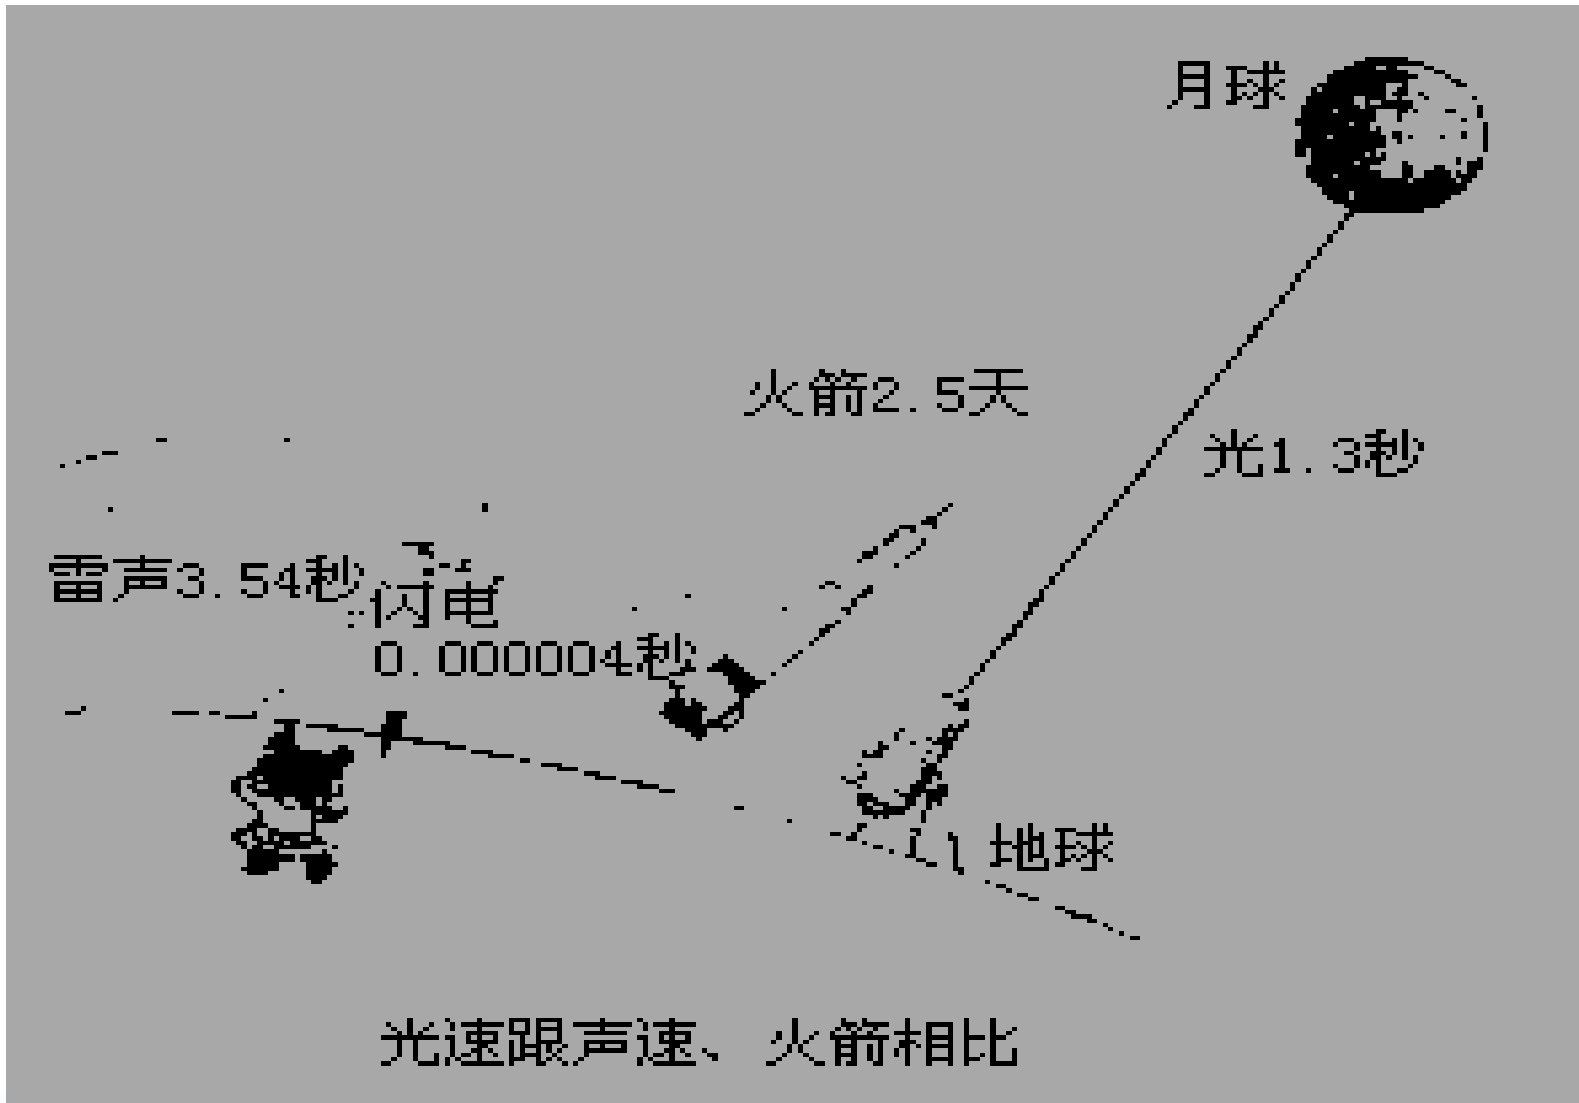 月球
火箭2.5天
光1.3秒
雷声3.54秒
闪电
0.000004秒
地球
光速跟声速、火箭相比